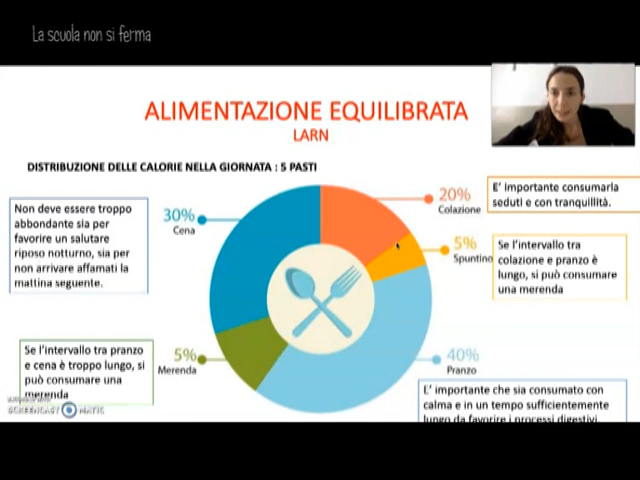 La scuola non si ferma
ALIMENTAZIONE EQUILIBRATA
LARN
DISTRIBUZIONE DELLE CALORIE NELLA GIORNATA : 5 PASTI
Non deve essere troppo
abbondante sia per
favorire un salutare
riposo notturno, sia per
non arrivare affamati la
mattina seguente.
30%
Cena
20%
Colazione
E' importante consumarla
seduti e con tranquillità.
5%
Spuntino
Se l'intervallo tra
colazione e pranzo è
lungo, si può consumare
una merenda
Se l'intervallo tra pranzo
e cena è troppo lungo, si
può consumare una
merenda
5%
Merenda
40%
Pranzo
E' importante che sia consumato con
calma e in un tempo sufficientemente
lungo da favorire i processi digestivi.
SCREENCAST MATIC